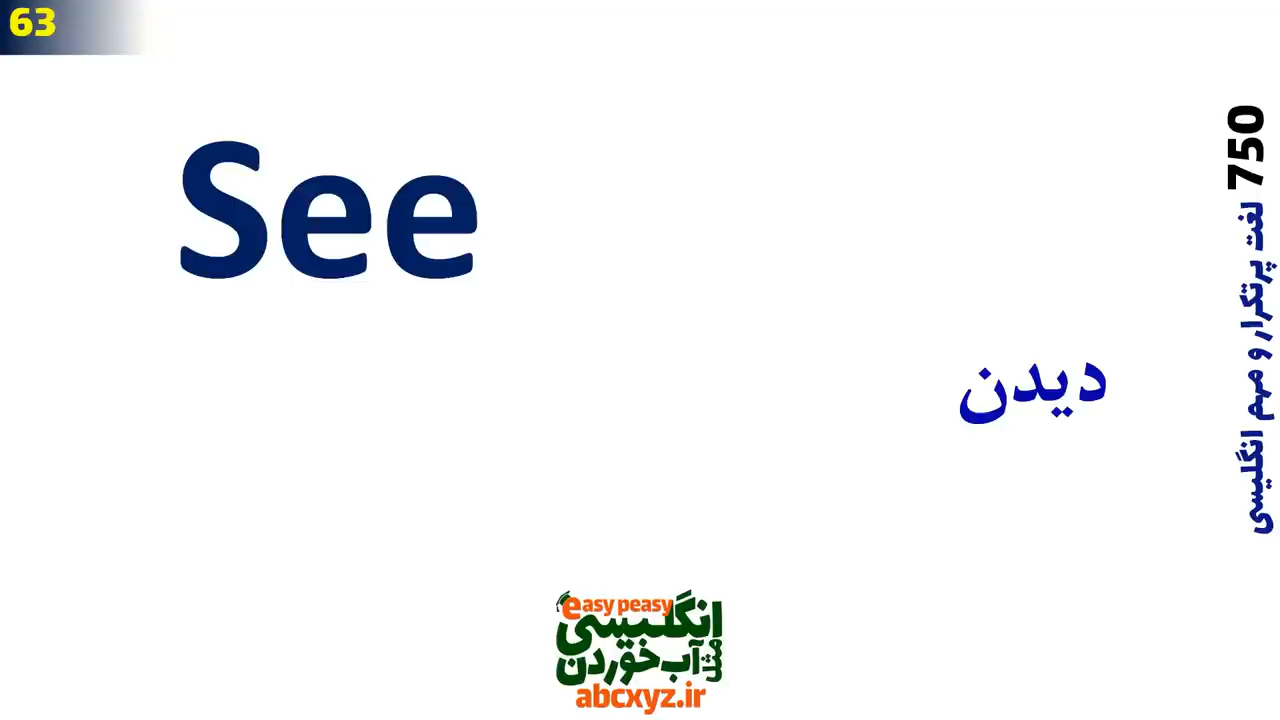 63
See
دیدن
750 لغت پرتکرار و مهم انگلیسی
easy peasy
انگلیسی
مثل آب خوردن
abcxyz.ir